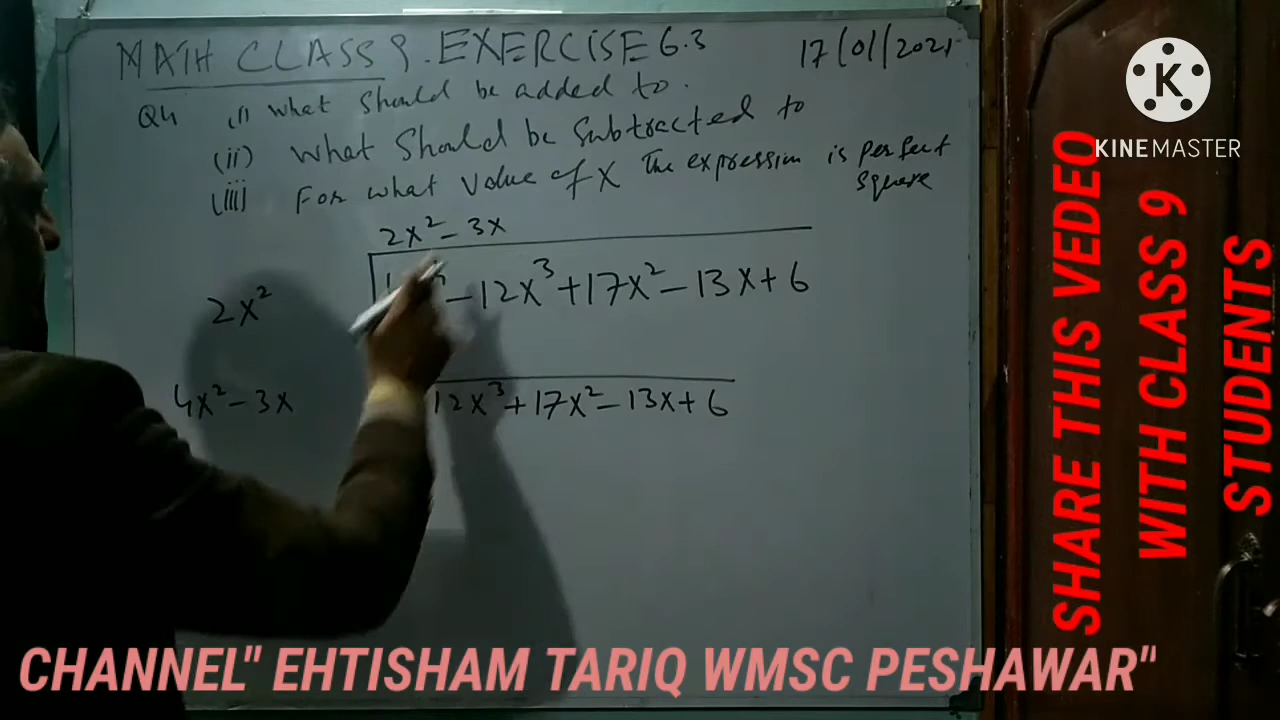 MATH CLASS 9. EXERCISE 6.3
17/01/2021
Q4 (i) What Should be added to.
(ii) What Should be Subtracted to
(iii) For what Value of X The expression is perfect
square
2x² - 3x
- 12x³ + 17x² - 13x + 6
2x²
4x² - 3x
12x³ + 17x² - 13x + 6
K
KINEMASTER
SHARE THIS VEDEO
WITH CLASS 9
STUDENTS
CHANNEL" EHTISHAM TARIQ WMSC PESHAWAR"